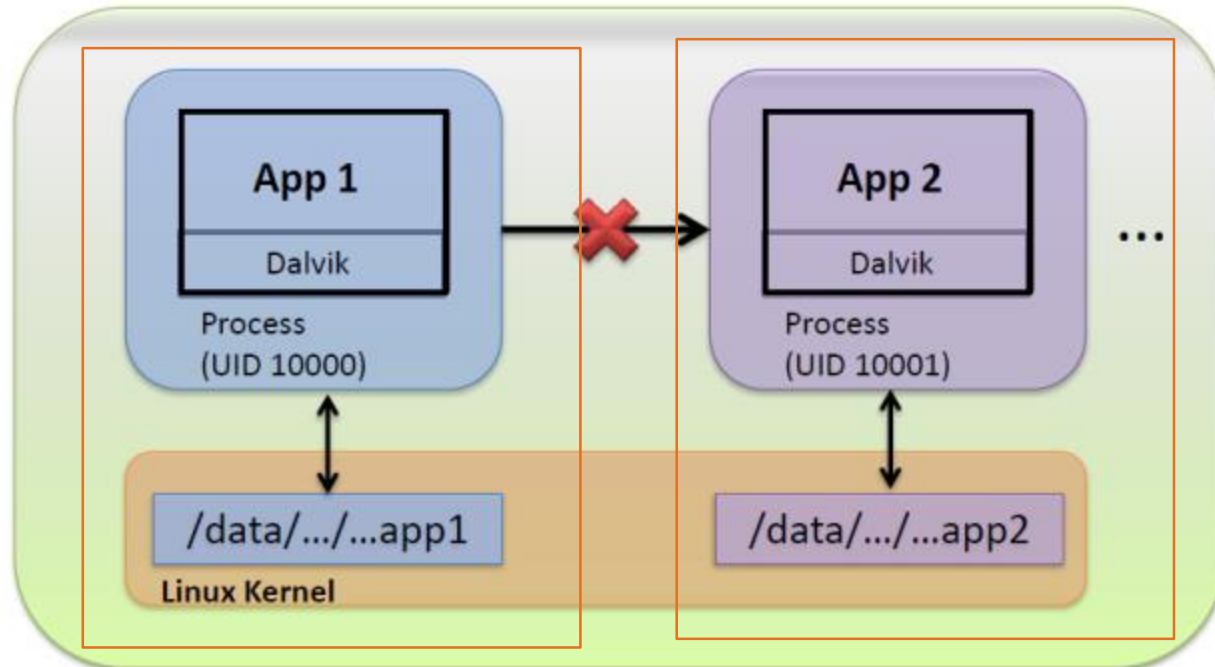 App 1
Dalvik
Process
(UID 10000)
App 2
Dalvik
Process
(UID 10001)
...
/data/.../...app1
/data/.../...app2
Linux Kernel